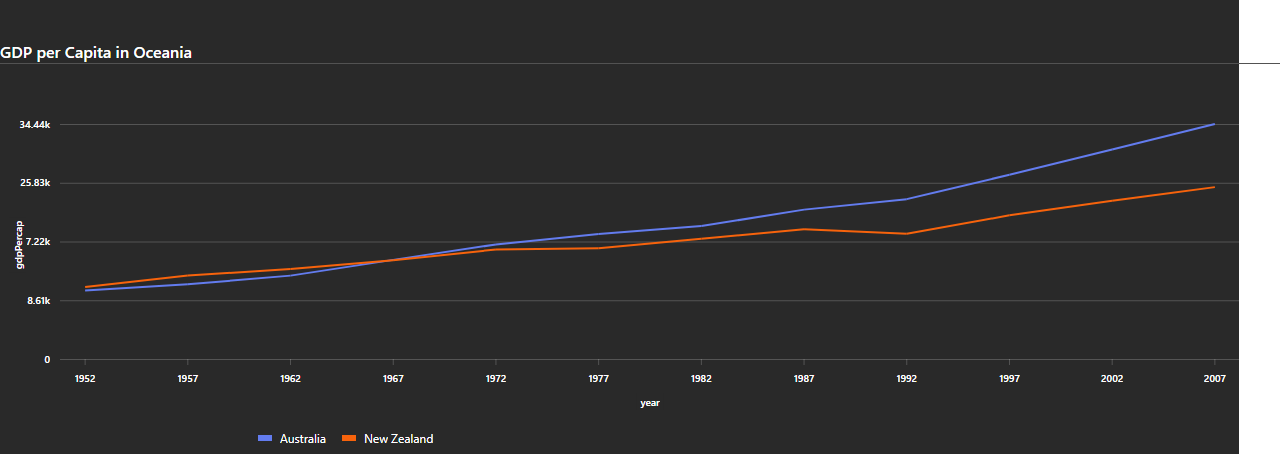 GDP per Capita in Oceania
34.44k
25.83k
7.22k
8.61k
0
gdpPercap
1952 1957 1962 1967 1972 1977 1982 1987 1992 1997 2002 2007
year
Australia New Zealand